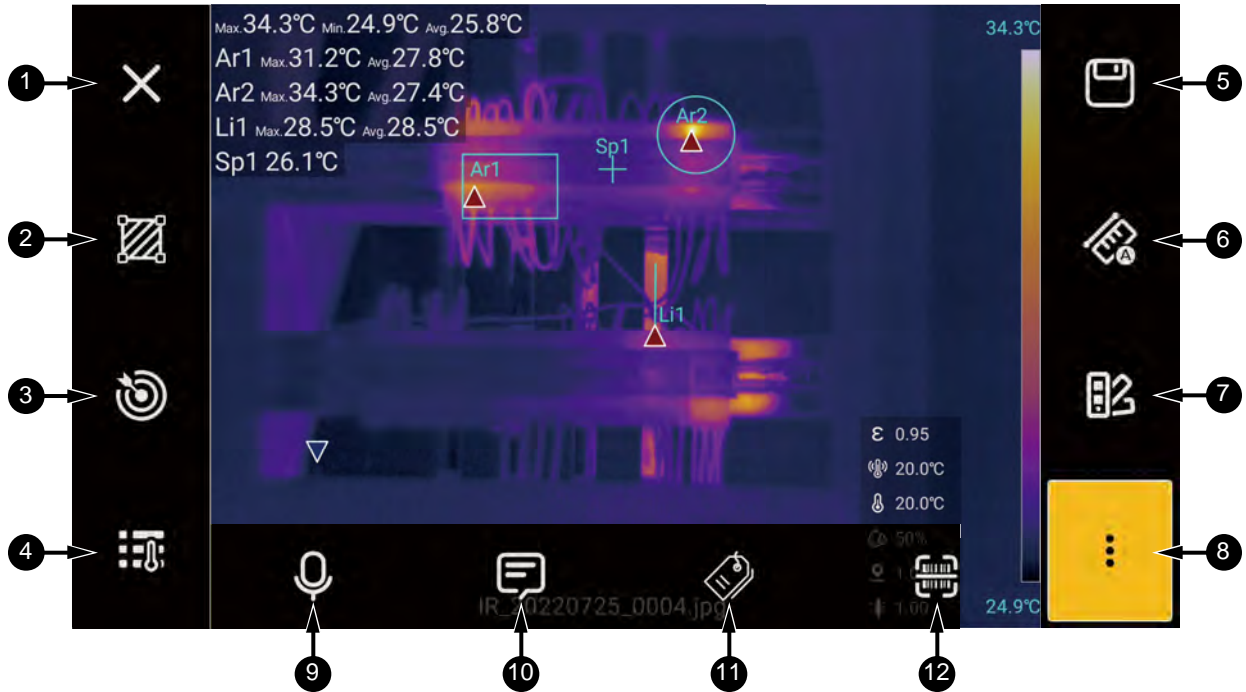 Max.34.3°C Min.24.9°C Avg.25.8°C
Ar1 Max.31.2°C Avg.27.8°C
Ar2 Max.34.3°C Avg.27.4°C
Li1 Max.28.5°C Avg.28.5°C
Sp1 26.1°C
34.3°C
Ar2
Sp1
Ar1
Li1
ε 0.95
20.0°C
20.0°C
50%
1.00
24.9°C
IR_20220725_0004.jpg
A
1
2
3
4
5
6
7
8
9
10
11
12